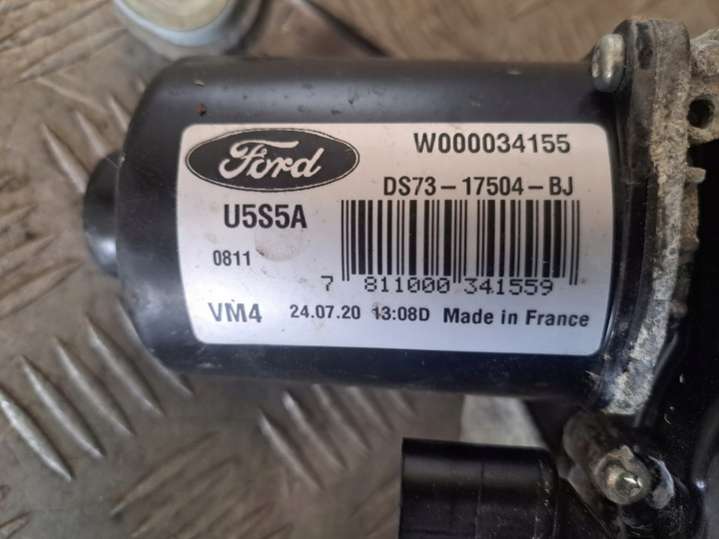 Ford
W000034155
DS73-17504-BJ
U5S5A
0811
7 811000 341559
VM4 24.07.20 13:08D Made in France